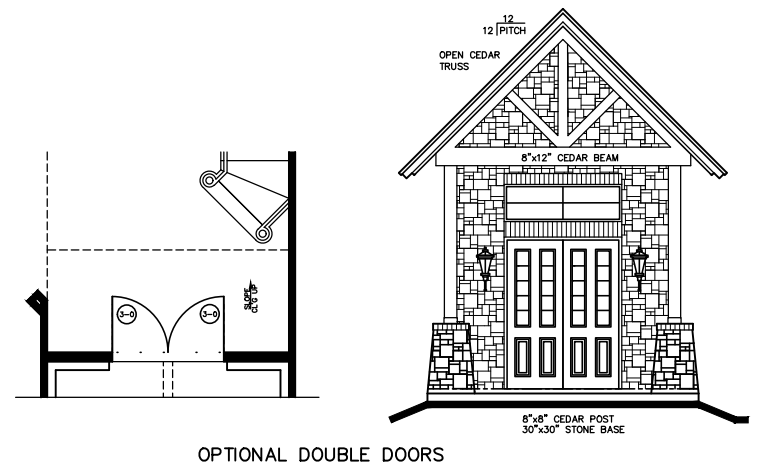 12
12 PITCH
OPEN CEDAR
TRUSS
8"x12" CEDAR BEAM
3-0
3-0
SLOPE
CL'G UP
8"x8" CEDAR POST
30"x30" STONE BASE
OPTIONAL DOUBLE DOORS